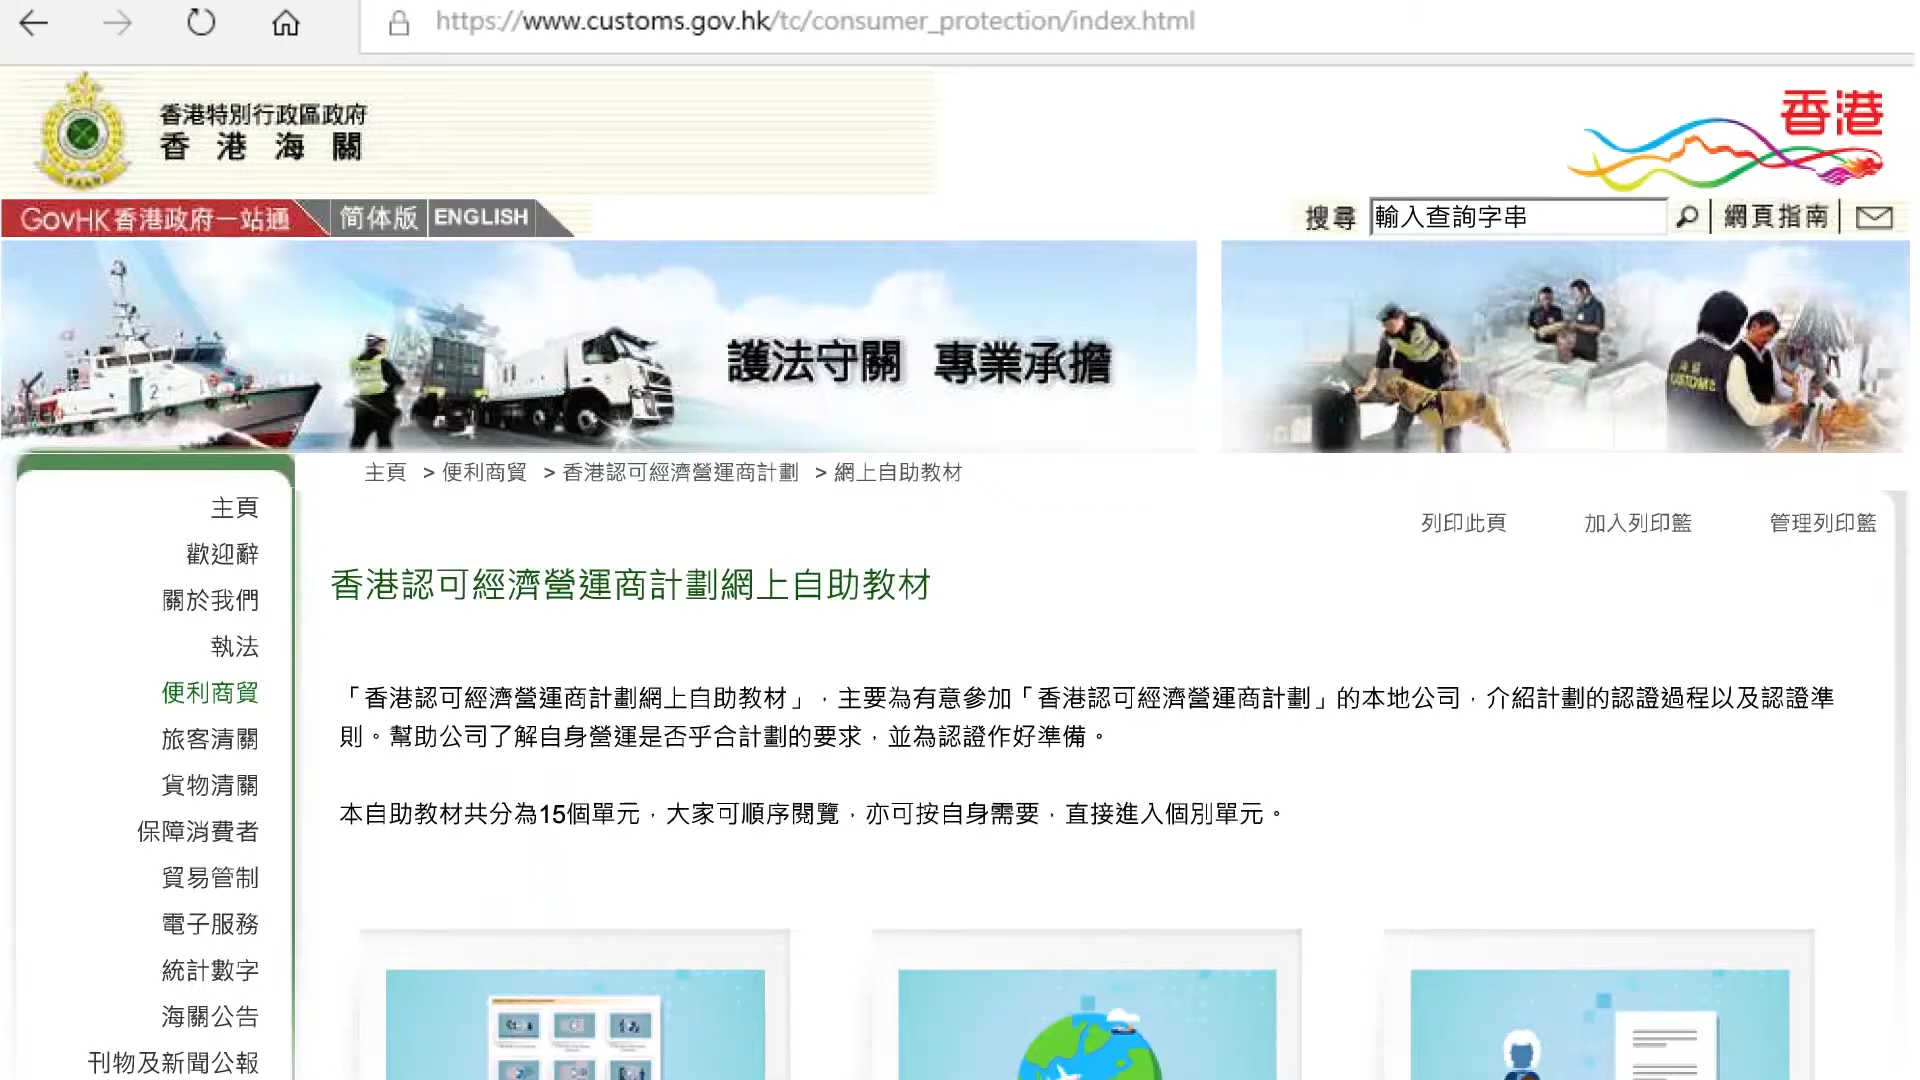 https://www.customs.gov.hk/tc/consumer_protection/index.html
香港特別行政區政府
香港海關
香港
GovHK香港政府一站通
简体版
ENGLISH
搜尋
輸入查詢字串
網頁指南
護法守關 專業承擔
主頁 > 便利商貿 > 香港認可經濟營運商計劃 > 網上自助教材
列印此頁
加入列印籃
管理列印籃
主頁
歡迎辭
關於我們
執法
便利商貿
旅客清關
貨物清關
保障消費者
貿易管制
電子服務
統計數字
海關公告
刊物及新聞公報
香港認可經濟營運商計劃網上自助教材
「香港認可經濟營運商計劃網上自助教材」，主要為有意參加「香港認可經濟營運商計劃」的本地公司，介紹計劃的認證過程以及認證準
則。幫助公司了解自身營運是否乎合計劃的要求，並為認證作好準備。
本自助教材共分為15個單元，大家可順序閱覽，亦可按自身需要，直接進入個別單元。
2
CUSTOMS